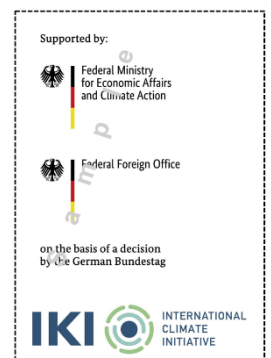 Supported by:
Federal Ministry
for Economic Affairs
and Climate Action
Federal Foreign Office
on the basis of a decision
by the German Bundestag
Sample
IKI INTERNATIONAL
CLIMATE
INITIATIVE